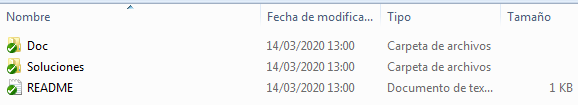 Nombre Fecha de modifica... Tipo Tamaño
Doc 14/03/2020 13:00 Carpeta de archivos
Soluciones 14/03/2020 13:00 Carpeta de archivos
README 14/03/2020 13:00 Documento de tex... 1 KB